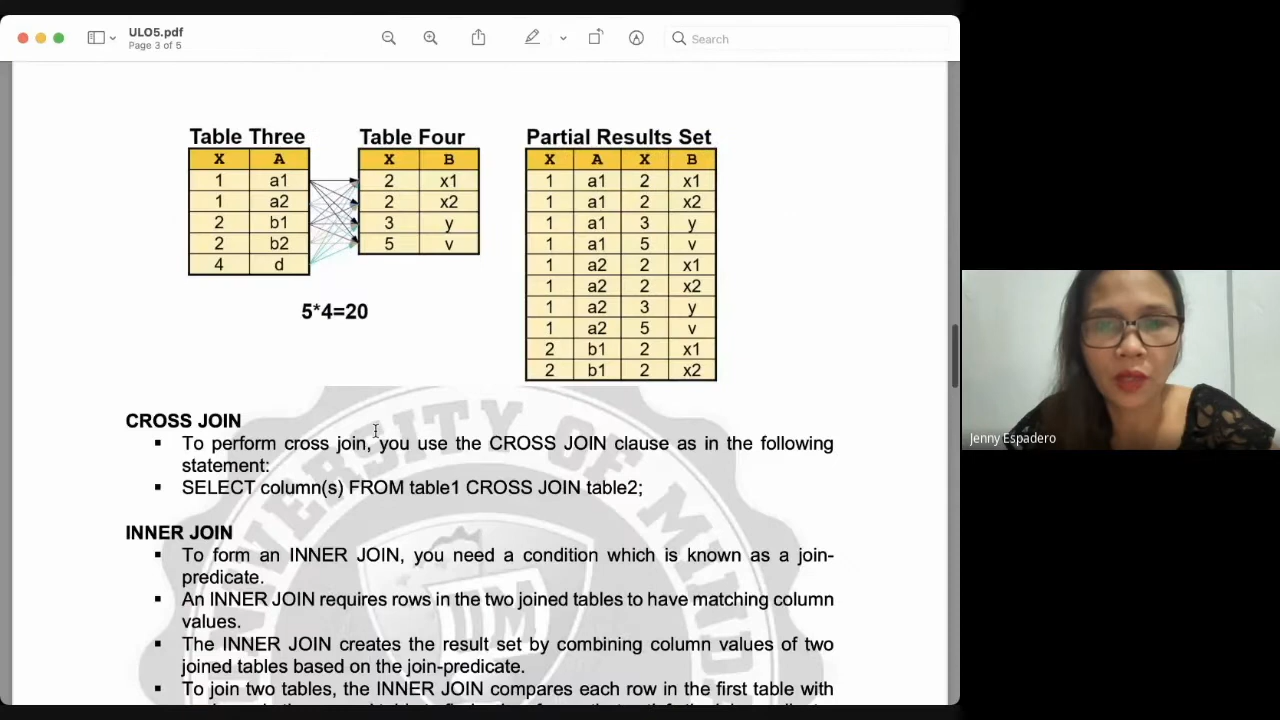 ULO5.pdf
Page 3 of 5
Search
Table Three
X A
1 a1
1 a2
2 b1
2 b2
4 d
Table Four
X B
2 x1
2 x2
3 y
5 v
5*4=20
Partial Results Set
X A X B
1 a1 2 x1
1 a1 2 x2
1 a1 3 y
1 a1 5 v
1 a2 2 x1
1 a2 2 x2
1 a2 3 y
1 a2 5 v
2 b1 2 x1
2 b1 2 x2
CROSS JOIN
▪ To perform cross join, you use the CROSS JOIN clause as in the following
statement:
▪ SELECT column(s) FROM table1 CROSS JOIN table2;
INNER JOIN
▪ To form an INNER JOIN, you need a condition which is known as a join-
predicate.
▪ An INNER JOIN requires rows in the two joined tables to have matching column
values.
▪ The INNER JOIN creates the result set by combining column values of two
joined tables based on the join-predicate.
▪ To join two tables, the INNER JOIN compares each row in the first table with
UNIVERSITY OF
UM
Jenny Espadero